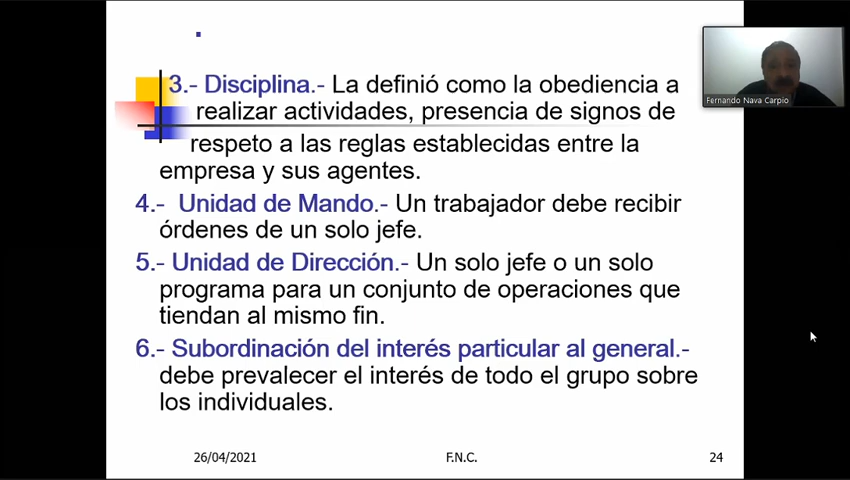 .
3.- Disciplina.- La definió como la obediencia a
realizar actividades, presencia de signos de
respeto a las reglas establecidas entre la
empresa y sus agentes.
4.- Unidad de Mando.- Un trabajador debe recibir
órdenes de un solo jefe.
5.- Unidad de Dirección.- Un solo jefe o un solo
programa para un conjunto de operaciones que
tiendan al mismo fin.
6.- Subordinación del interés particular al general.-
debe prevalecer el interés de todo el grupo sobre
los individuales.
26/04/2021 F.N.C. 24
Fernando Nava Carpio